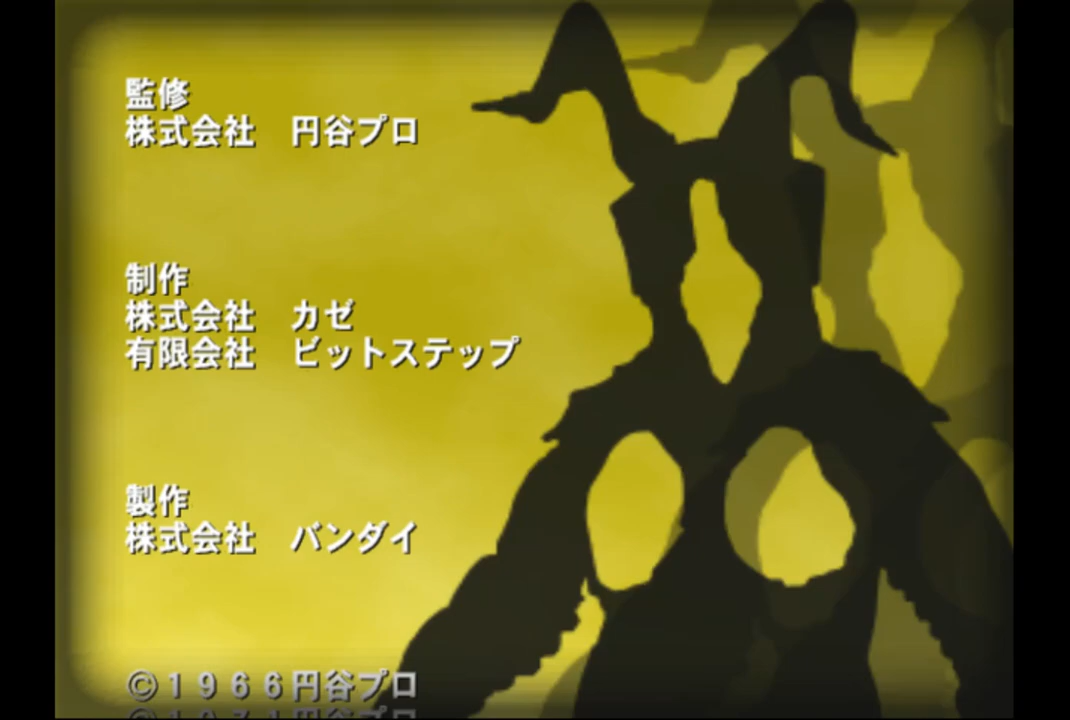 監修
株式会社　円谷プロ
制作
株式会社　カゼ
有限会社　ビットステップ
製作
株式会社　バンダイ
©１９６６円谷プロ